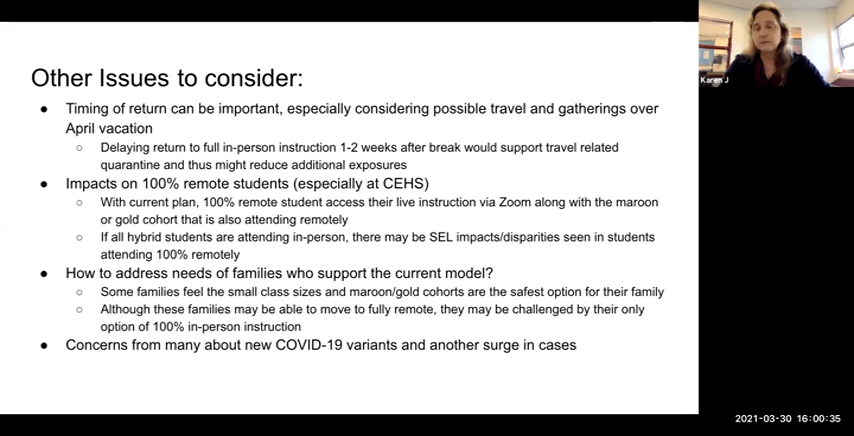 Other Issues to consider:
● Timing of return can be important, especially considering possible travel and gatherings over
April vacation
○ Delaying return to full in-person instruction 1-2 weeks after break would support travel related
quarantine and thus might reduce additional exposures
● Impacts on 100% remote students (especially at CEHS)
○ With current plan, 100% remote student access their live instruction via Zoom along with the maroon
or gold cohort that is also attending remotely
○ If all hybrid students are attending in-person, there may be SEL impacts/disparities seen in students
attending 100% remotely
● How to address needs of families who support the current model?
○ Some families feel the small class sizes and maroon/gold cohorts are the safest option for their family
○ Although these families may be able to move to fully remote, they may be challenged by their only
option of 100% in-person instruction
● Concerns from many about new COVID-19 variants and another surge in cases
Karen J
2021-03-30 16:00:35